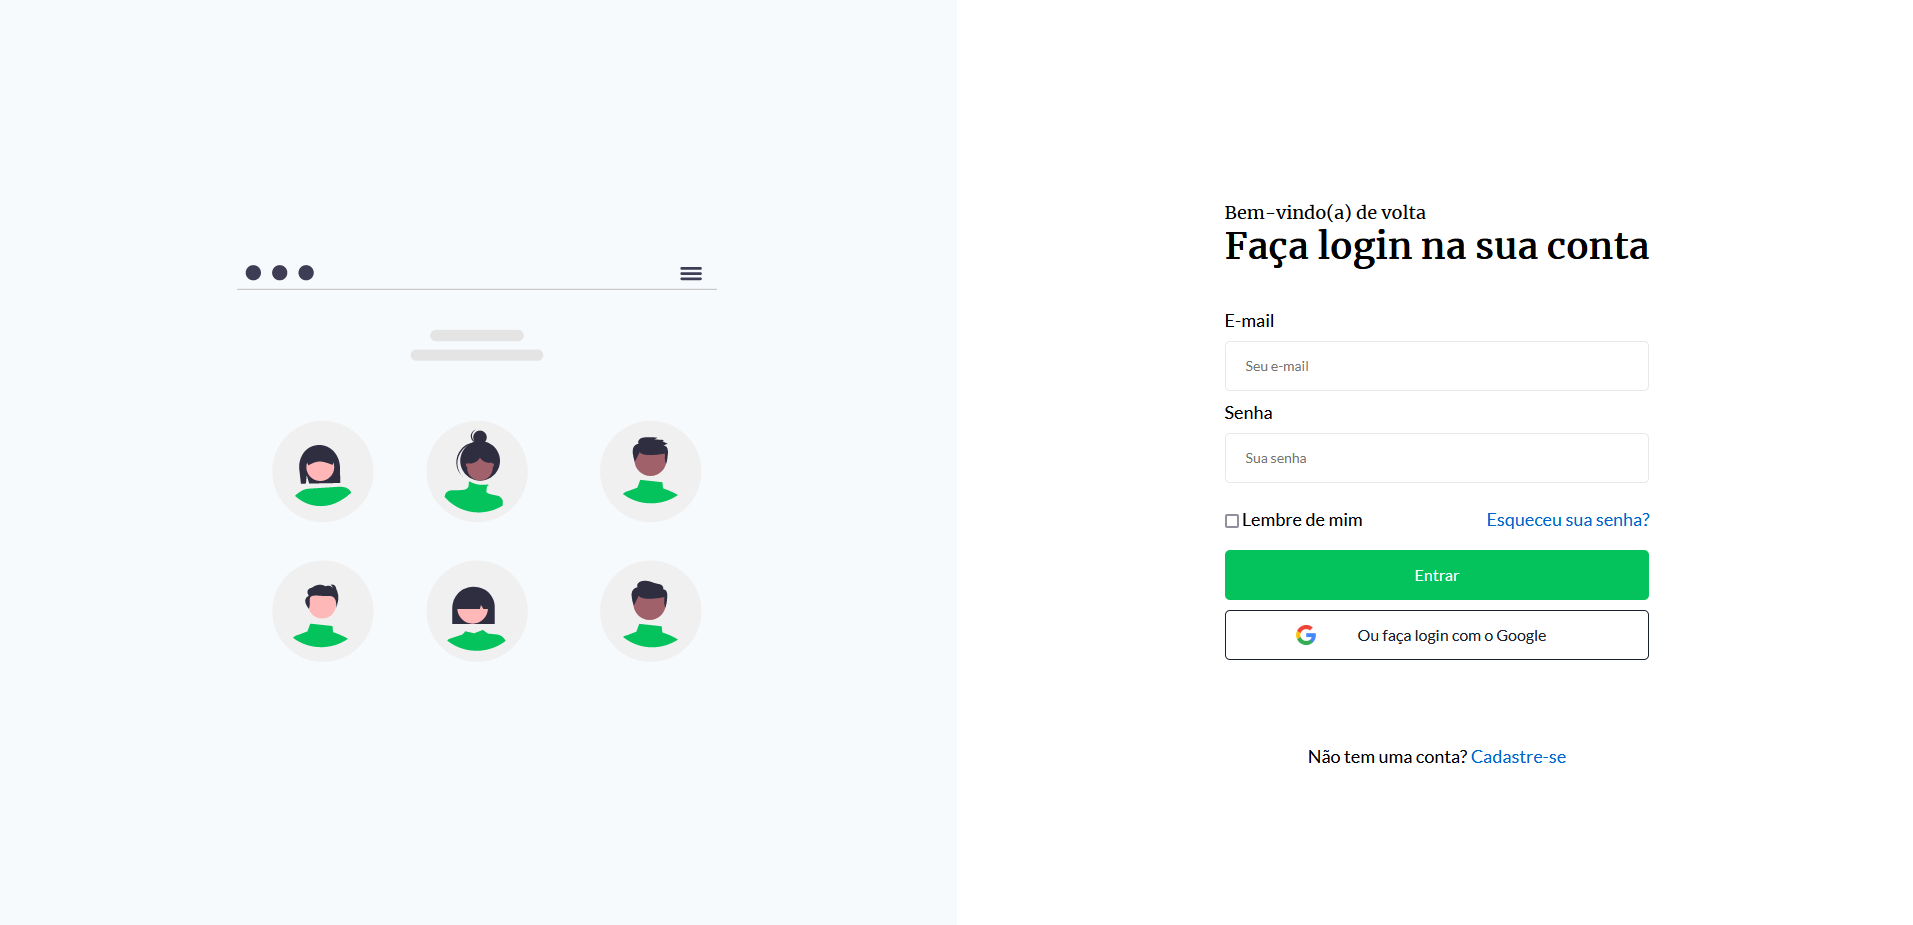 Bem-vindo(a) de volta
Faça login na sua conta
E-mail
Seu e-mail
Senha
Sua senha
Lembre de mim Esqueceu sua senha?
Entrar
Ou faça login com o Google
Não tem uma conta? Cadastre-se